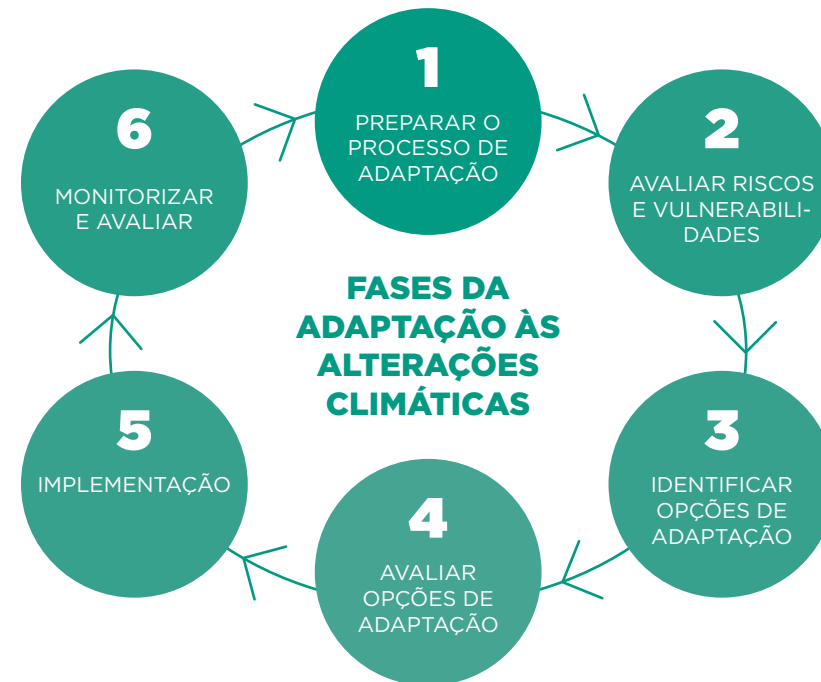 1
PREPARAR O
PROCESSO DE
ADAPTAÇÃO
2
AVALIAR RISCOS
E VULNERABILI-
DADES
3
IDENTIFICAR
OPÇÕES DE
ADAPTAÇÃO
4
AVALIAR
OPÇÕES DE
ADAPTAÇÃO
5
IMPLEMENTAÇÃO
6
MONITORIZAR
E AVALIAR
FASES DA
ADAPTAÇÃO ÀS
ALTERAÇÕES
CLIMÁTICAS